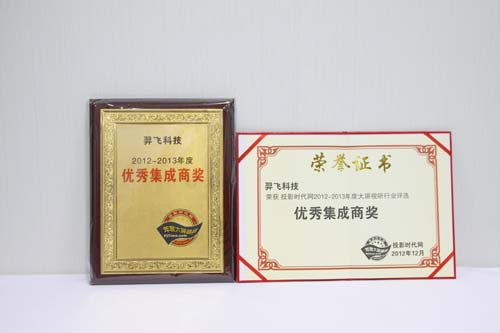 羿飞科技
2012-2013年度
优秀集成商奖
荣誉证书
羿飞科技
荣获 投影时代网2012-2013年度大屏视研行业评选
优秀集成商奖
投影时代网
2012年12月